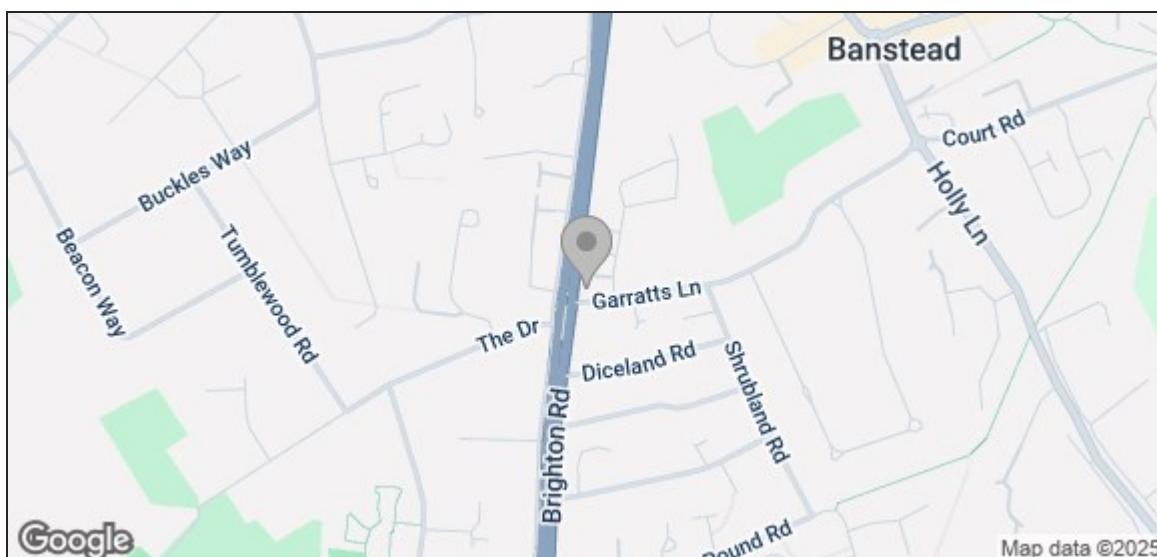 Banstead
Court Rd
Buckles Way
Holly Ln
Beacon Way
Tumblewood Rd
Garratts Ln
The Dr
Diceland Rd
Shrubland Rd
Brighton Rd
Round Rd
Google
Map data ©2025